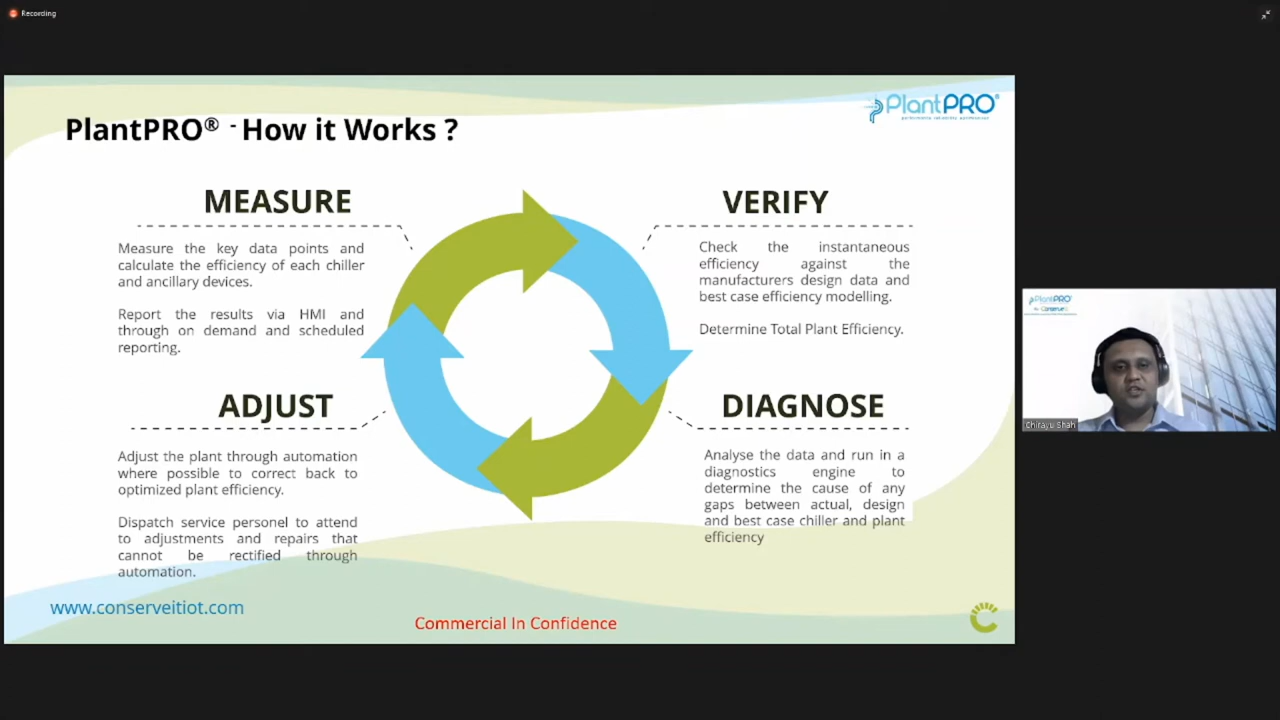 Recording
PlantPRO®
PlantPRO® - How it Works ?
MEASURE
Measure the key data points and
calculate the efficiency of each chiller
and ancillary devices.
Report the results via HMI and
through on demand and scheduled
reporting.
VERIFY
Check the instantaneous
efficiency against the
manufacturers design data and
best case efficiency modelling.
Determine Total Plant Efficiency.
ADJUST
Adjust the plant through automation
where possible to correct back to
optimized plant efficiency.
Dispatch service personel to attend
to adjustments and repairs that
cannot be rectified through
automation.
DIAGNOSE
Analyse the data and run in a
diagnostics engine to
determine the cause of any
gaps between actual, design
and best case chiller and plant
efficiency
www.conserveitiot.com
Commercial In Confidence
PlantPRO
Chirayu Shah